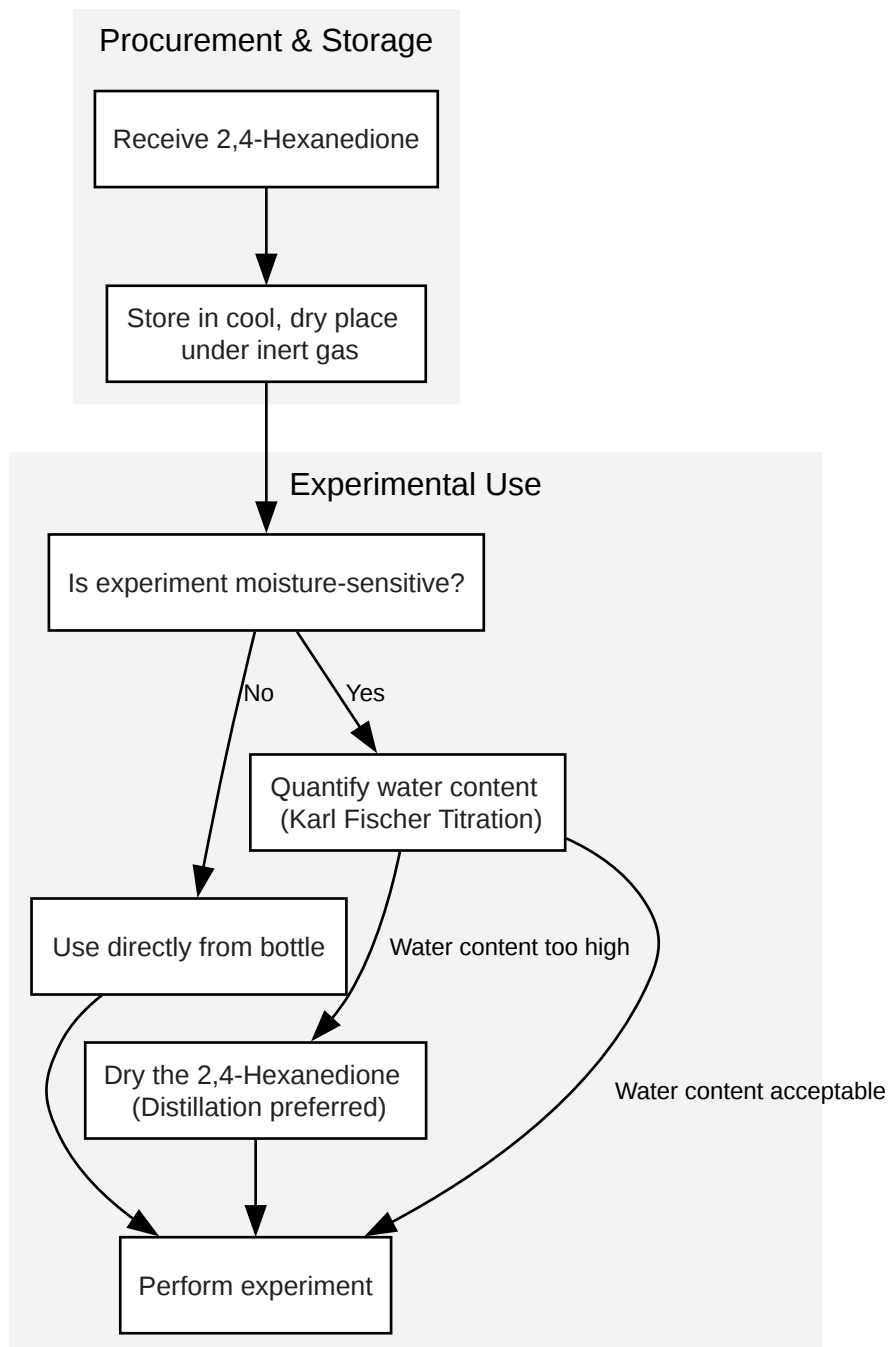 Procurement & Storage
Receive 2,4-Hexanedione
Store in cool, dry place
under inert gas
Experimental Use
Is experiment moisture-sensitive?
No
Yes
Quantify water content
(Karl Fischer Titration)
Use directly from bottle
Water content too high
Dry the 2,4-Hexanedione
(Distillation preferred)
Water content acceptable
Perform experiment